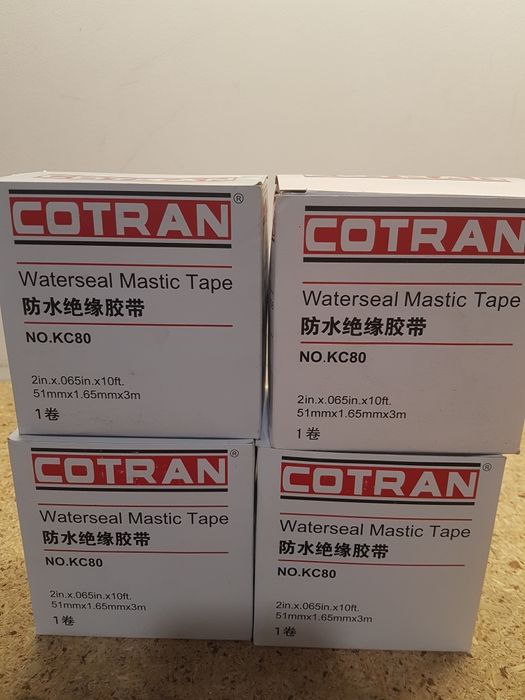 COTRAN®
Waterseal Mastic Tape
防水绝缘胶带
NO.KC80
2in.x.065in.x10ft.
51mmx1.65mmx3m
1卷
COTRAN
Waterseal Mastic Tape
防水绝缘胶带
NO.KC80
2in.x.065in.x10ft.
51mmx1.65mmx3m
1卷
COTRAN®
Waterseal Mastic Tape
防水绝缘胶带
NO.KC80
2in.x.065in.x10ft.
51mmx1.65mmx3m
1卷
COTRAN®
Waterseal Mastic Tape
防水绝缘胶带
NO.KC80
2in.x.065in.x10ft.
51mmx1.65mmx3m
1卷